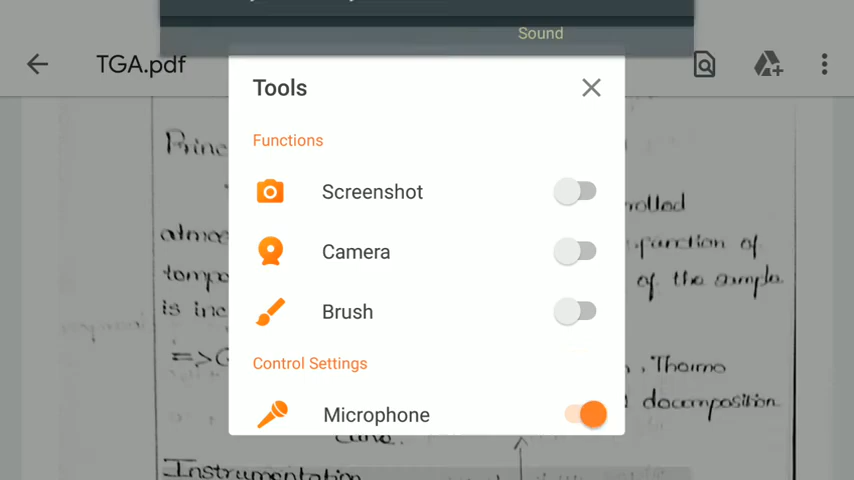 Sound
TGA.pdf
Tools
Functions
Screenshot
Camera
Brush
Control Settings
Microphone
Princ
rolled
atmo
function of
tempe
of the sample
is inc
=>
, Thermo
decomposition
curve.
Instrumentation